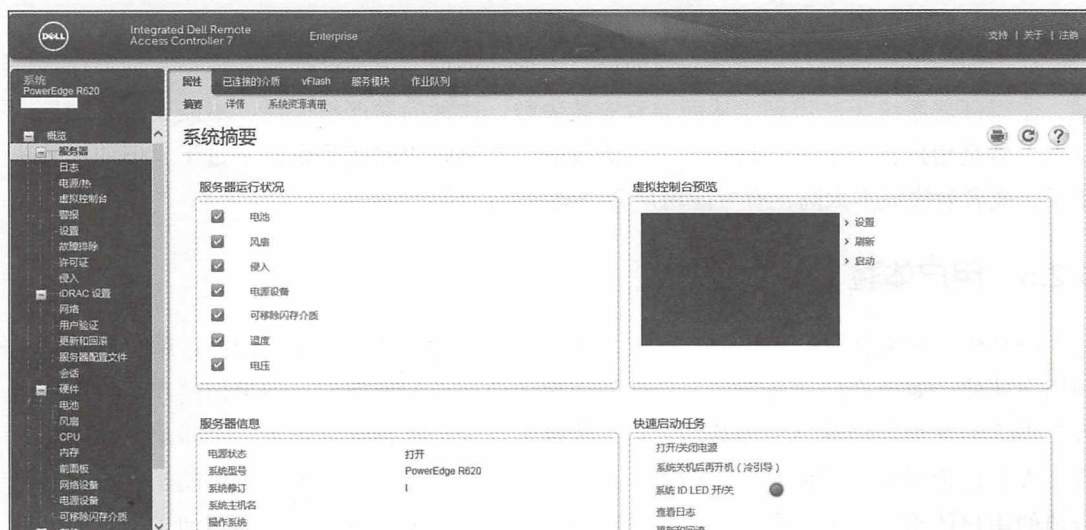 DELL
Integrated Dell Remote
Access Controller 7
Enterprise
支持 | 关于 | 注销
系统
PowerEdge R620
属性 已连接的介质 vFlash 服务模块 作业队列
摘要 详情 系统资源清册
概览
服务器
日志
电源/热
虚拟控制台
警报
设置
故障排除
许可证
侵入
iDRAC 设置
网络
用户验证
更新和回滚
服务器配置文件
会话
硬件
电池
风扇
CPU
内存
前面板
网络设备
电源设备
可移除闪存介质
系统摘要
服务器运行状况
电池
风扇
侵入
电源设备
可移除闪存介质
温度
电压
虚拟控制台预览
› 设置
› 刷新
› 启动
服务器信息
电源状态 打开
系统型号 PowerEdge R620
系统修订 I
系统主机名
操作系统
快速启动任务
打开/关闭电源
系统关机后再开机（冷引导）
系统 ID LED 开/关
查看日志
更新和回滚